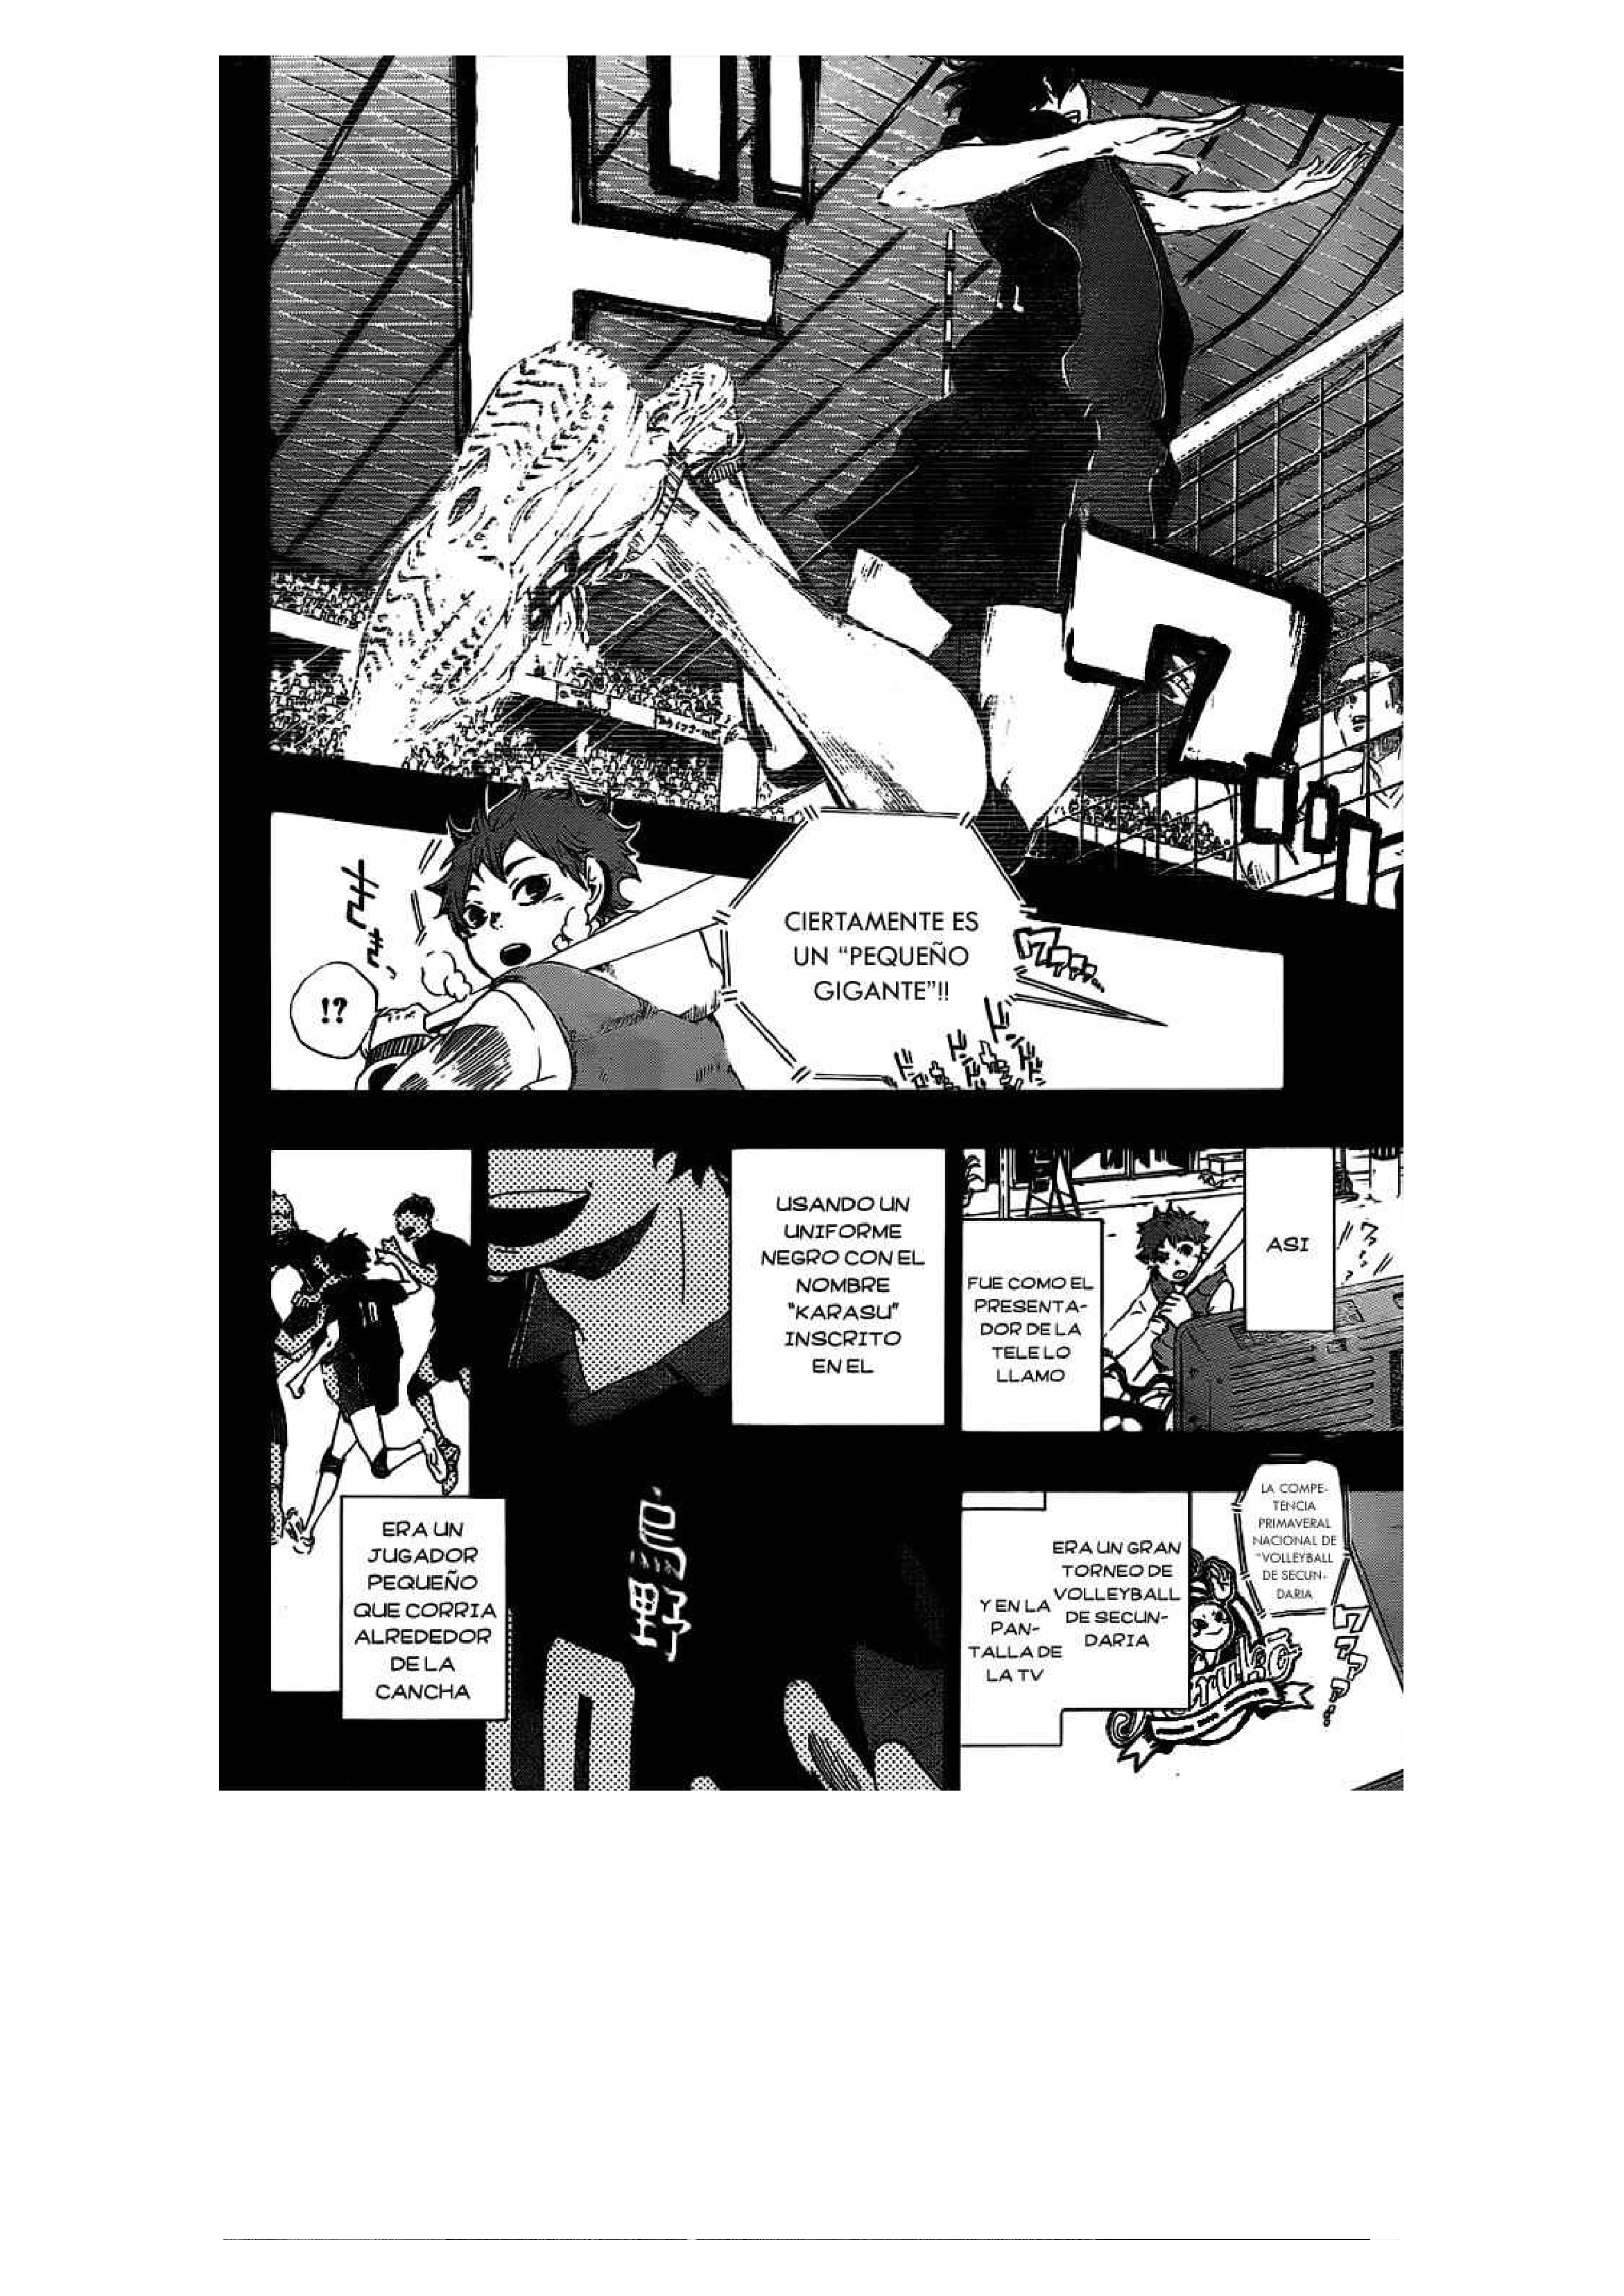 CIERTAMENTE ES
UN "PEQUEÑO
GIGANTE"!!
!?
ASI
FUE COMO EL
PRESENTA-
DOR DE LA
TELE LO
LLAMO
LA COMPE-
TENCIA
PRIMAVERAL
NACIONAL DE
"VOLLEYBALL
DE SECUN-
DARIA
ERA UN GRAN
TORNEO DE
VOLLEYBALL
DE SECUN-
DARIA
Y EN LA
PAN-
TALLA DE
LA TV
USANDO UN
UNIFORME
NEGRO CON EL
NOMBRE
"KARASU"
INSCRITO
EN EL
烏野
10
ERA UN
JUGADOR
PEQUEÑO
QUE CORRIA
ALREDEDOR
DE LA
CANCHA